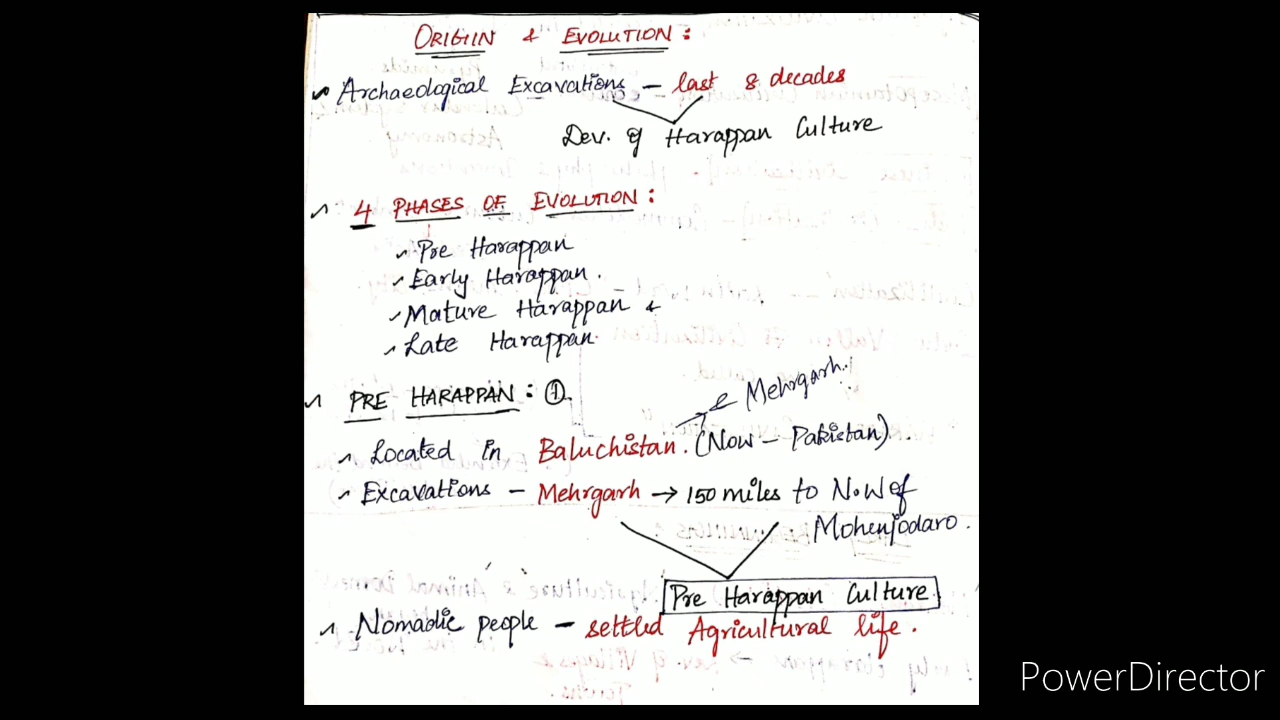 ORIGIIN & EVOLUTION:
Archaeological Excavations – last 8 decades
Dev. of Harappan Culture
4 PHASES OF EVOLUTION:
Pre Harappan
Early Harappan.
Mature Harappan &
Late Harappan.
PRE HARAPPAN: ①.
Mehrgarh.
Located in Baluchistan. (Now – Pakistan).
Excavations – Mehrgarh → 150 miles to N.W of
Mohenjodaro.
Pre Harappan Culture
Nomadic people – settled Agricultural life.
PowerDirector